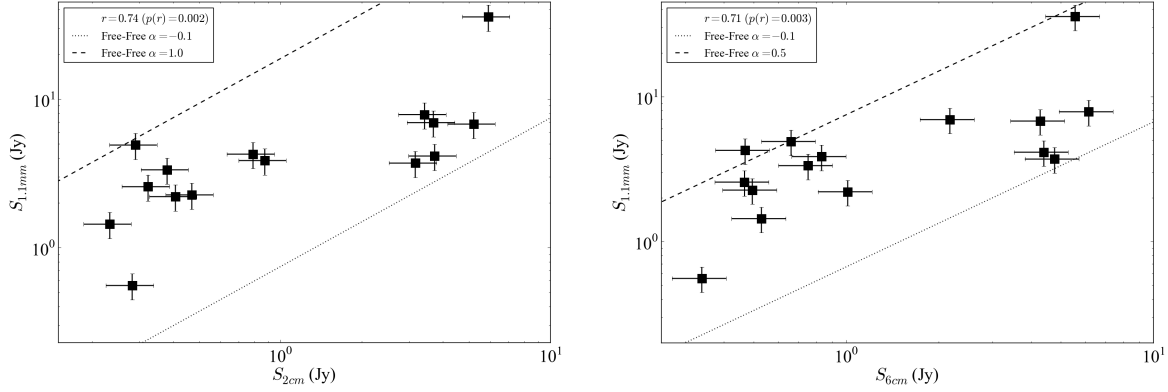 r = 0.74 (p(r) = 0.002)
Free-Free α = −0.1
Free-Free α = 1.0
10¹
10⁰
S₁.₁ₘₘ (Jy)
10⁰
10¹
S₂cm (Jy)
r = 0.71 (p(r) = 0.003)
Free-Free α = −0.1
Free-Free α = 0.5
10¹
10⁰
S₁.₁ₘₘ (Jy)
10⁰
10¹
S₆cm (Jy)